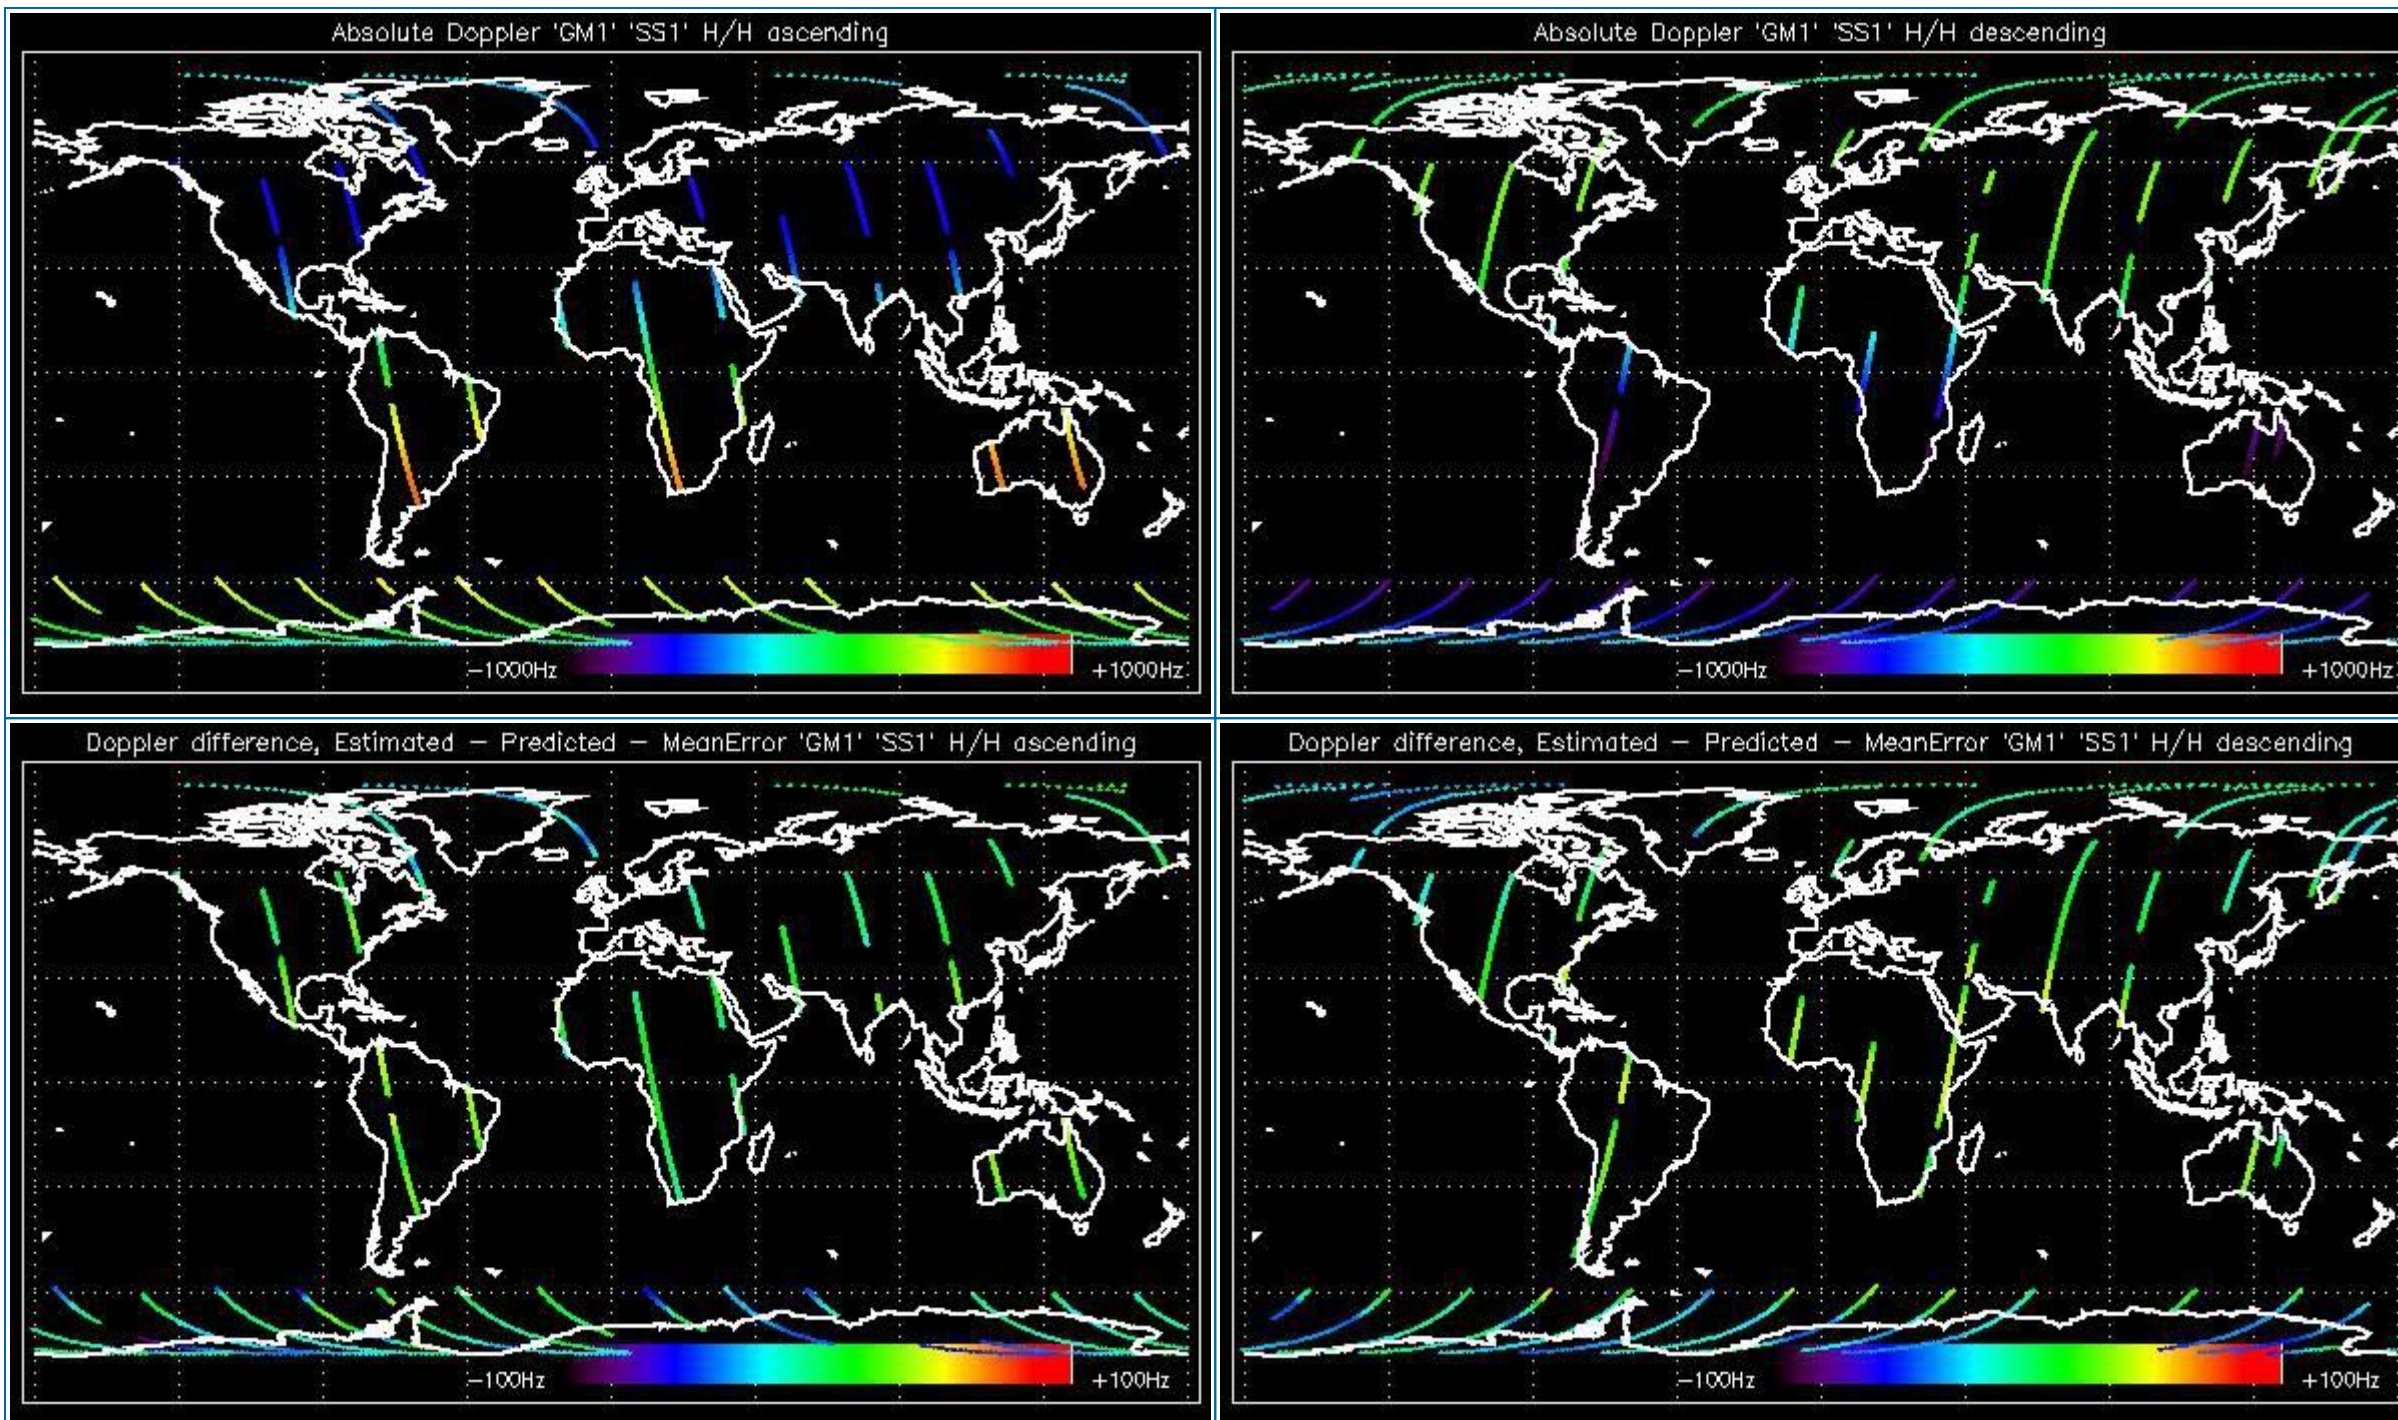 Absolute Doppler 'GM1' 'SS1' H/H ascending
−1000Hz
+1000Hz
Absolute Doppler 'GM1' 'SS1' H/H descending
−1000Hz
+1000Hz
Doppler difference, Estimated − Predicted − MeanError 'GM1' 'SS1' H/H ascending
−100Hz
+100Hz
Doppler difference, Estimated − Predicted − MeanError 'GM1' 'SS1' H/H descending
−100Hz
+100Hz